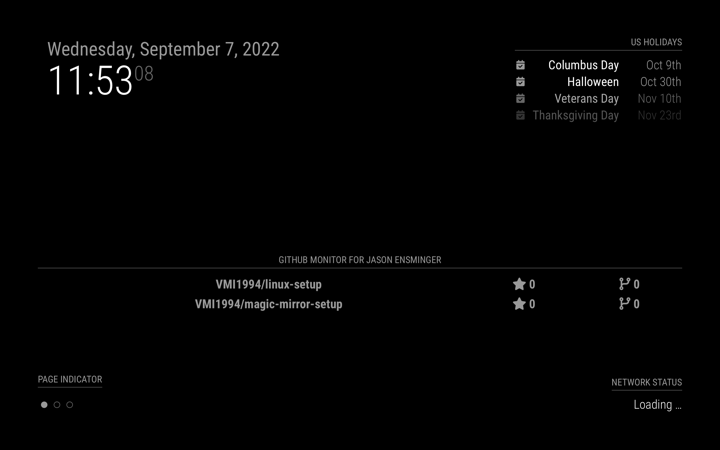 Wednesday, September 7, 2022
11:53 08
US HOLIDAYS
Columbus Day Oct 9th
Halloween Oct 30th
Veterans Day Nov 10th
Thanksgiving Day Nov 23rd
GITHUB MONITOR FOR JASON ENSMINGER
VMI1994/linux-setup 0 0
VMI1994/magic-mirror-setup 0 0
PAGE INDICATOR
NETWORK STATUS
Loading ...